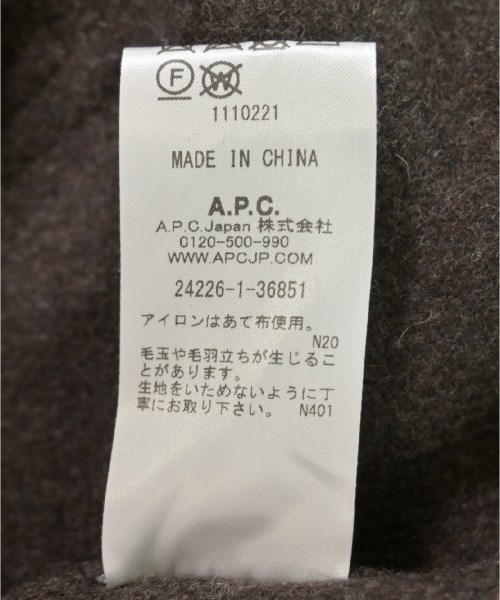 F W
1110221
MADE IN CHINA
A.P.C.
A.P.C.Japan 株式会社
0120-500-990
WWW.APCJP.COM
24226-1-36851
アイロンはあて布使用。
N20
毛玉や毛羽立ちが生じるこ
とがあります。
生地をいためないように丁
寧にお取り下さい。 N401